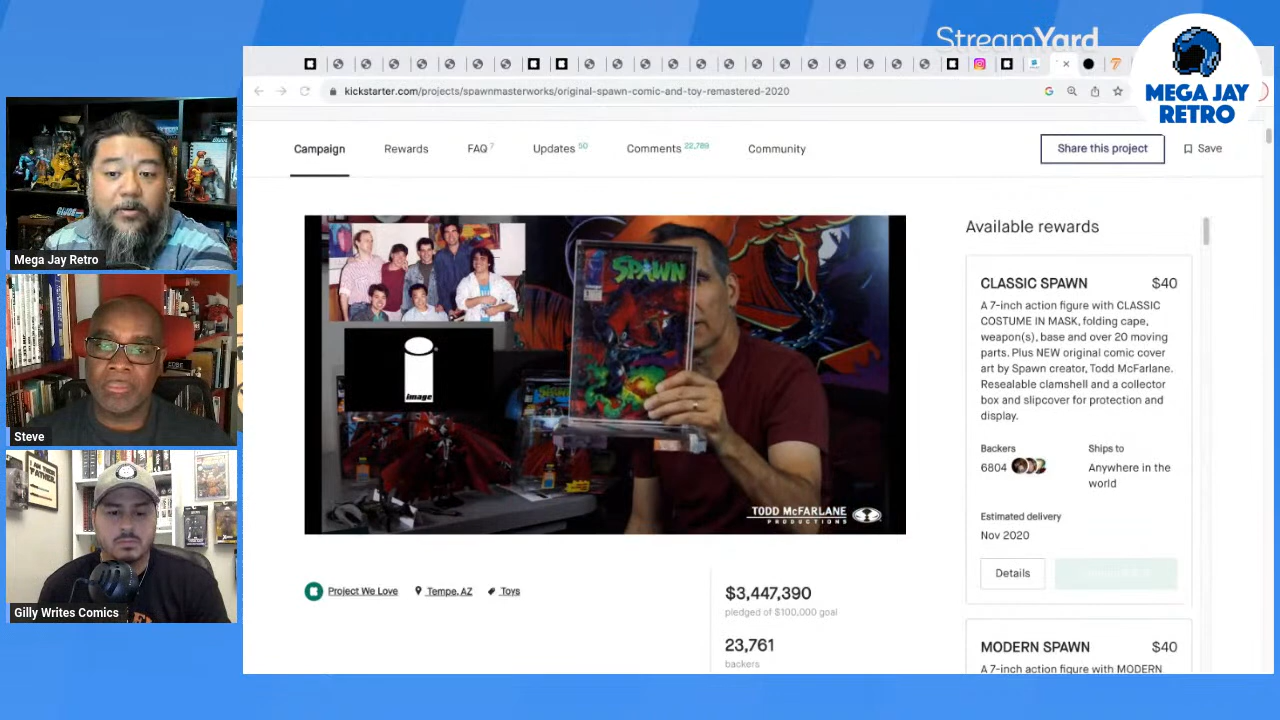 StreamYard
MEGA JAY
RETRO
kickstarter.com/projects/spawnmasterworks/original-spawn-comic-and-toy-remastered-2020
Campaign
Rewards
FAQ 7
Updates 50
Comments 22,789
Community
Share this project
Save
Mega Jay Retro
Steve
Gilly Writes Comics
SPAWN
image
TODD McFARLANE
PRODUCTIONS
Project We Love
Tempe, AZ
Toys
$3,447,390
pledged of $100,000 goal
23,761
backers
Available rewards
CLASSIC SPAWN $40
A 7-inch action figure with CLASSIC
COSTUME IN MASK, folding cape,
weapon(s), base and over 20 moving
parts. Plus NEW original comic cover
art by Spawn creator, Todd McFarlane.
Resealable clamshell and a collector
box and slipcover for protection and
display.
Backers
6804
Ships to
Anywhere in the
world
Estimated delivery
Nov 2020
Details
MODERN SPAWN $40
A 7-inch action figure with MODERN